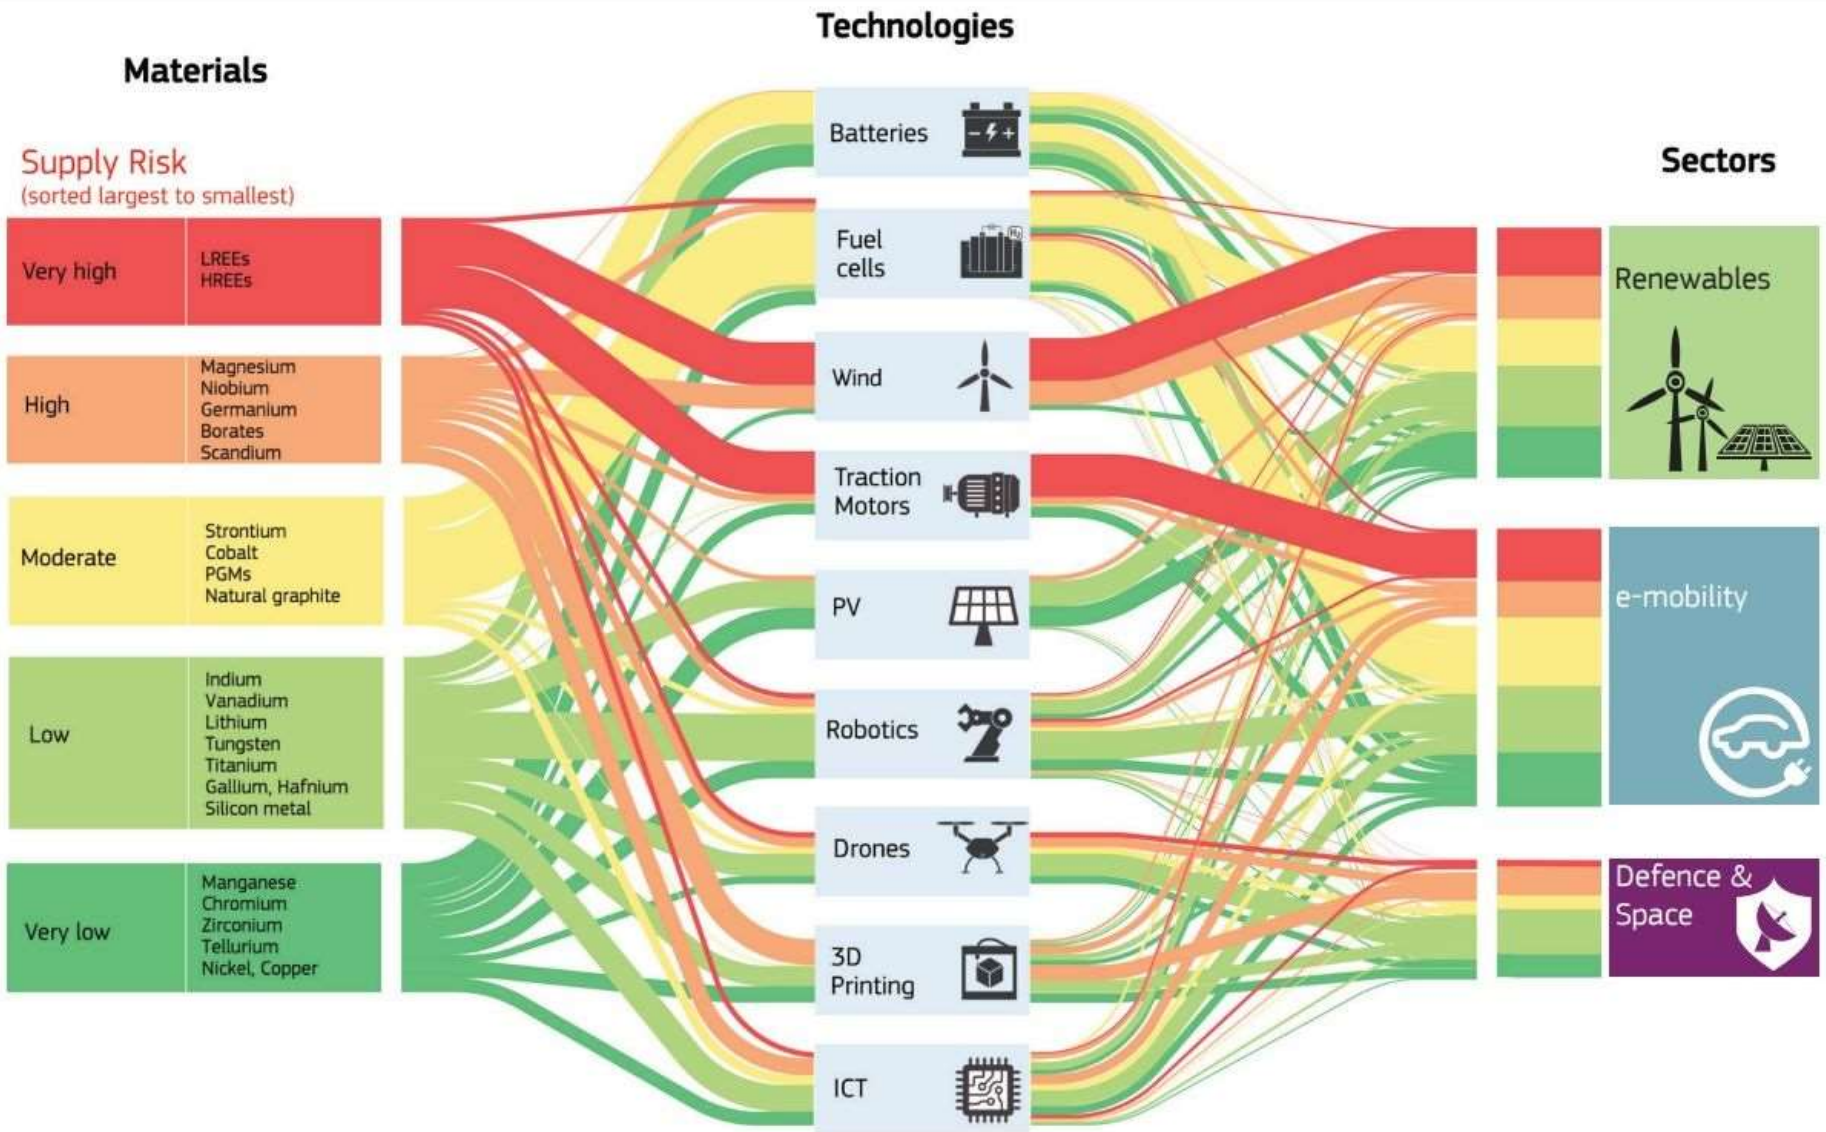 Technologies
Materials
Supply Risk
(sorted largest to smallest)
Very high
LREEs
HREEs
High
Magnesium
Niobium
Germanium
Borates
Scandium
Moderate
Strontium
Cobalt
PGMs
Natural graphite
Low
Indium
Vanadium
Lithium
Tungsten
Titanium
Gallium, Hafnium
Silicon metal
Very low
Manganese
Chromium
Zirconium
Tellurium
Nickel, Copper
Batteries
Fuel
cells
H₂
Wind
Traction
Motors
PV
Robotics
Drones
3D
Printing
ICT
Sectors
Renewables
e-mobility
Defence &
Space